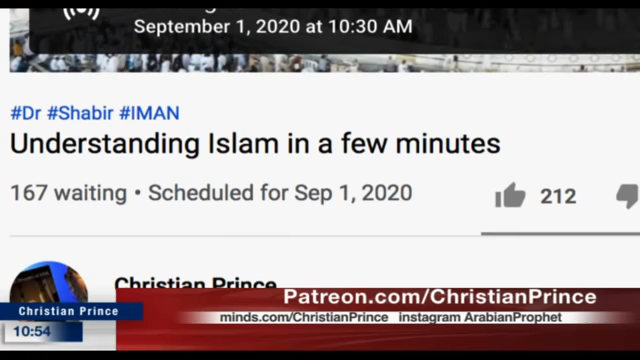 September 1, 2020 at 10:30 AM
#Dr #Shabir #IMAN
Understanding Islam in a few minutes
167 waiting • Scheduled for Sep 1, 2020
212
Christian Prince
Patreon.com/ChristianPrince
Christian Prince
minds.com/ChristianPrince instagram ArabianProphet
10:54